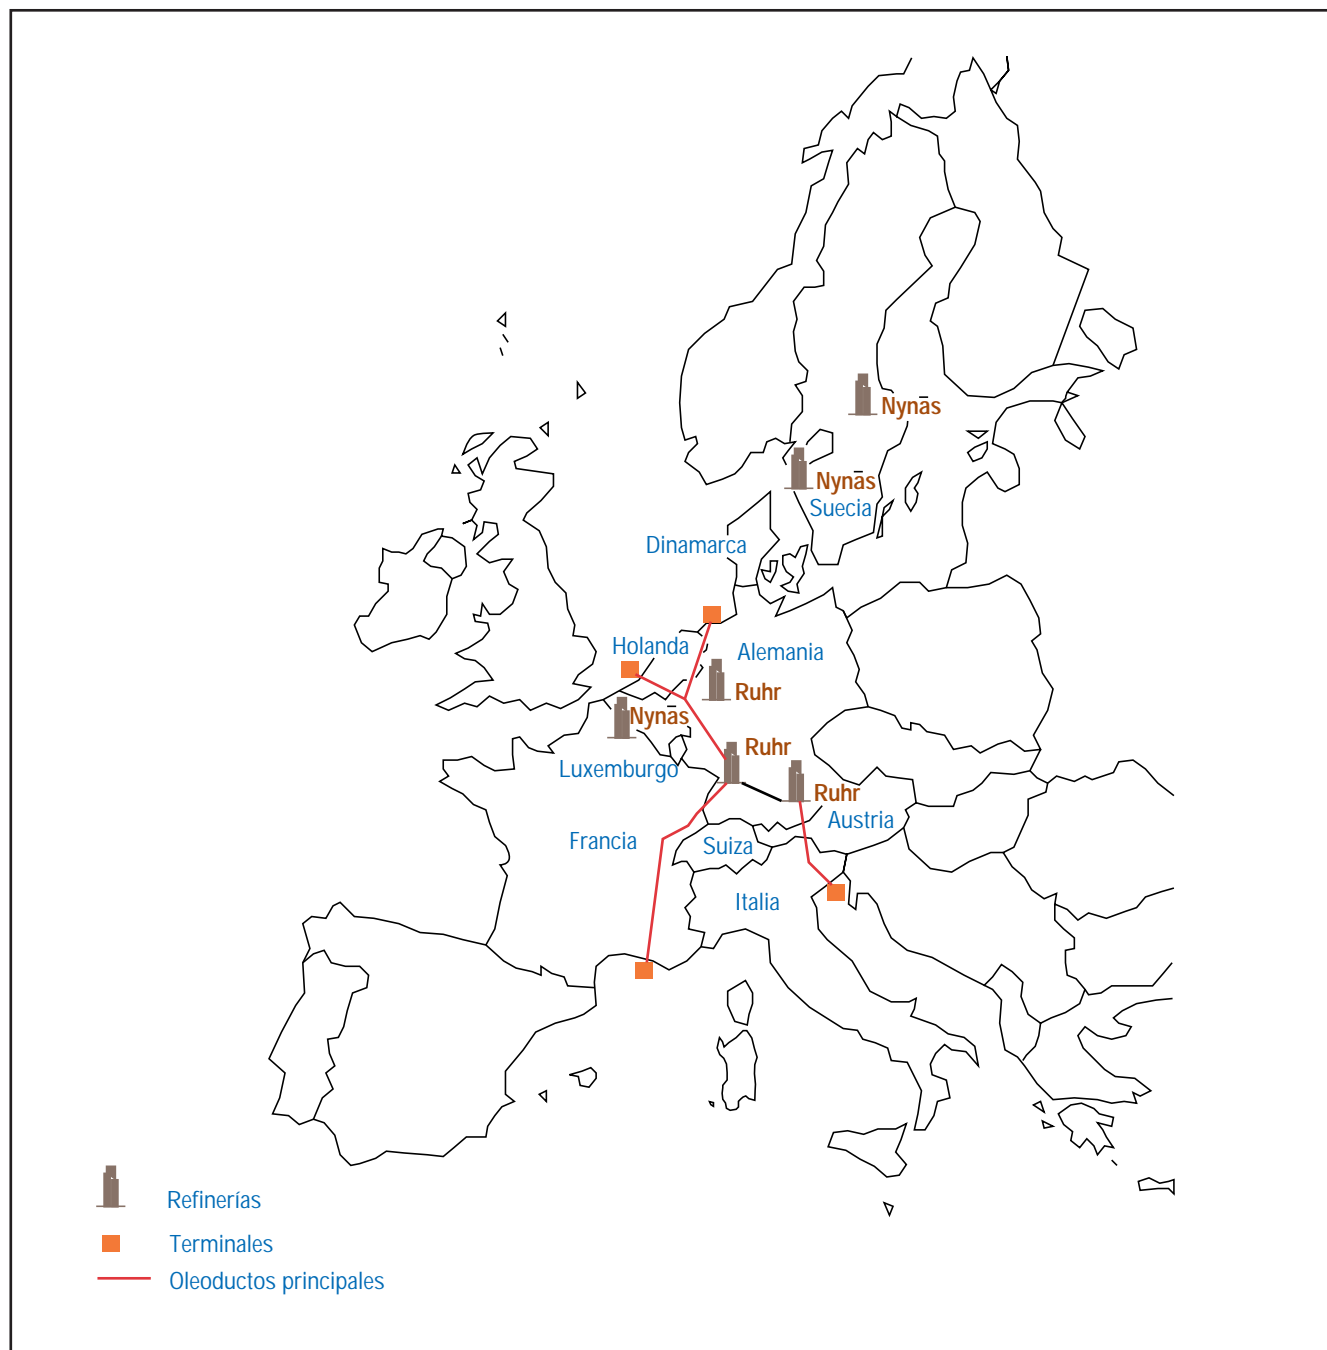 Nynās
Nynās
Suecia
Dinamarca
Holanda
Alemania
Ruhr
Nynās
Ruhr
Luxemburgo
Ruhr
Austria
Francia
Suiza
Italia
Refinerías
Terminales
Oleoductos principales